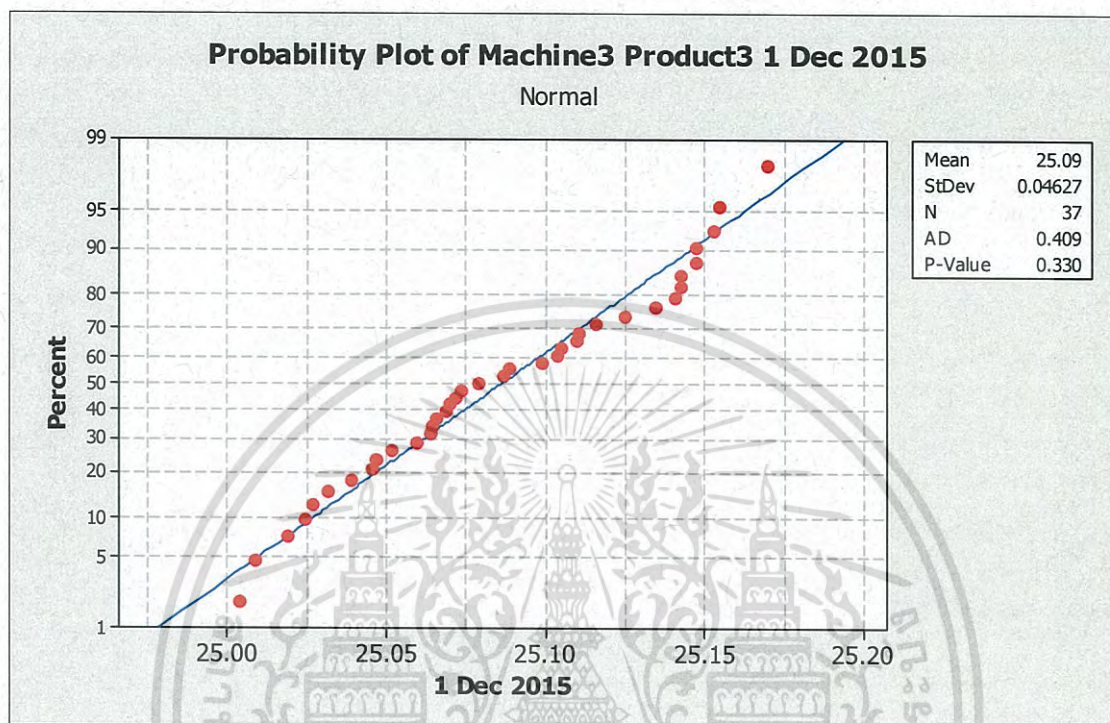 Probability Plot of Machine3 Product3 1 Dec 2015
Normal
99
95
90
80
70
60
50
40
30
20
10
5
1
Percent
25.00 25.05 25.10 25.15 25.20
1 Dec 2015
Mean 25.09
StDev 0.04627
N 37
AD 0.409
P-Value 0.330